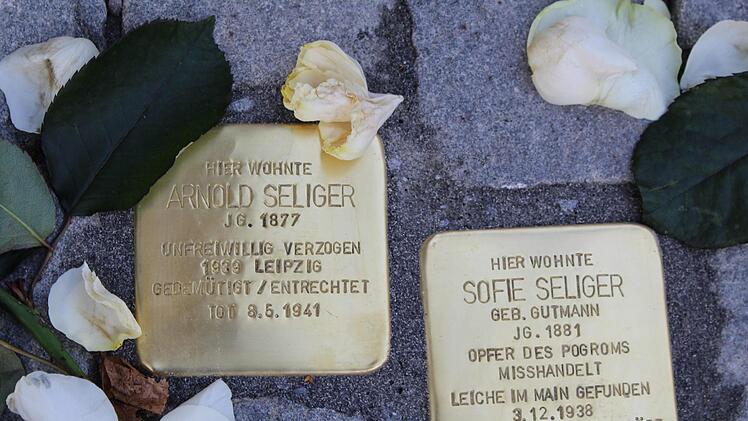 HIER WOHNTE
ARNOLD SELIGER
JG. 1877
UNFREIWILLIG VERZOGEN
1939 LEIPZIG
GEDEMÜTIGT / ENTRECHTET
TOT 8.5.1941
HIER WOHNTE
SOFIE SELIGER
GEB. GUTMANN
JG. 1881
OPFER DES POGROMS
MISSHANDELT
LEICHE IM MAIN GEFUNDEN
3.12.1938